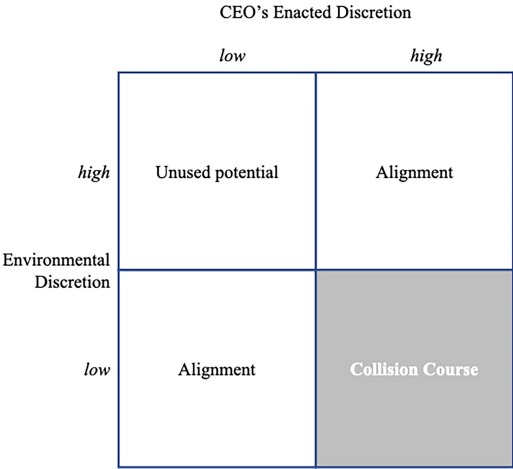 CEO's Enacted Discretion
low
high
high
Unused potential
Alignment
Environmental
Discretion
low
Alignment
Collision Course